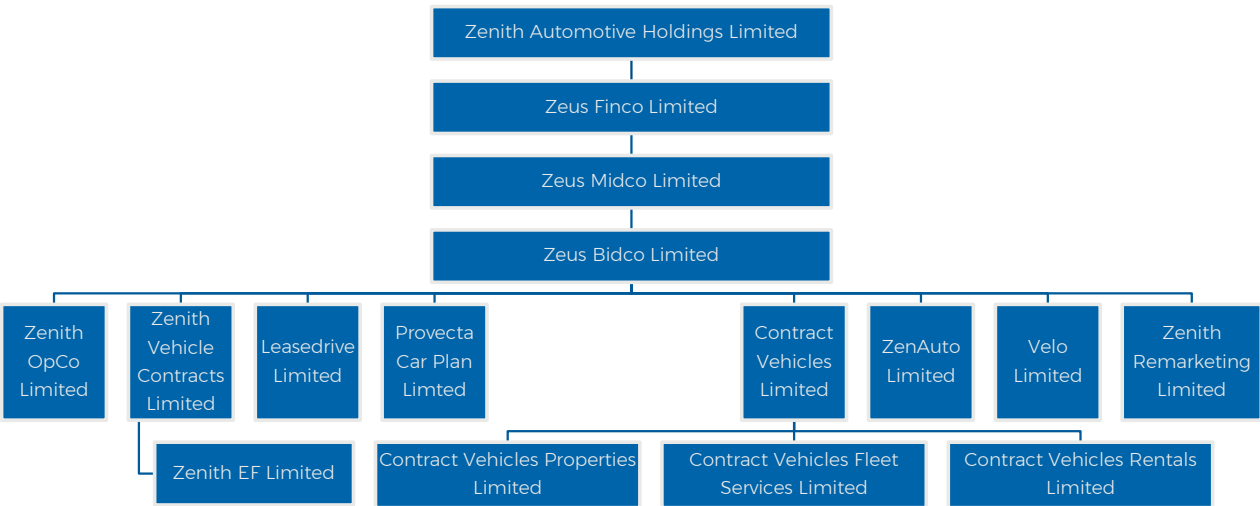 Zenith Automotive Holdings Limited
Zeus Finco Limited
Zeus Midco Limited
Zeus Bidco Limited
Zenith
OpCo
Limited
Zenith
Vehicle
Contracts
Limited
Leasedrive
Limited
Provecta
Car Plan
Limted
Contract
Vehicles
Limited
ZenAuto
Limited
Velo
Limited
Zenith
Remarketing
Limited
Zenith EF Limited
Contract Vehicles Properties
Limited
Contract Vehicles Fleet
Services Limited
Contract Vehicles Rentals
Limited